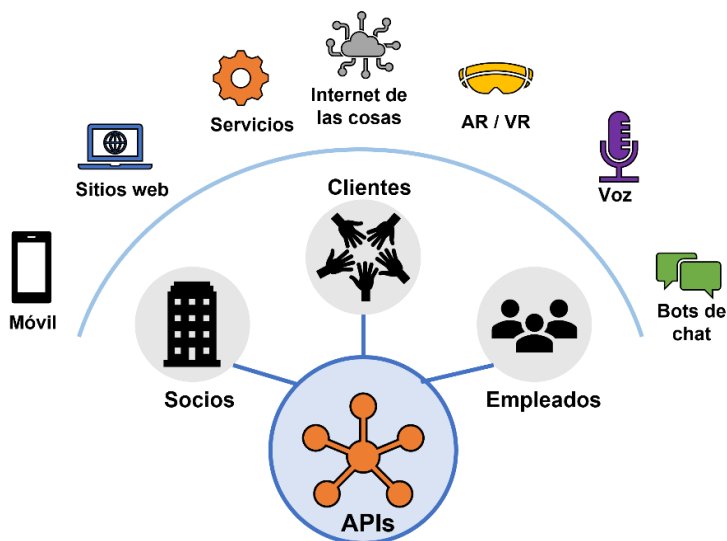 Internet de
las cosas
Servicios
AR / VR
Sitios web
Voz
Clientes
Móvil
Bots de
chat
Socios
Empleados
APIs